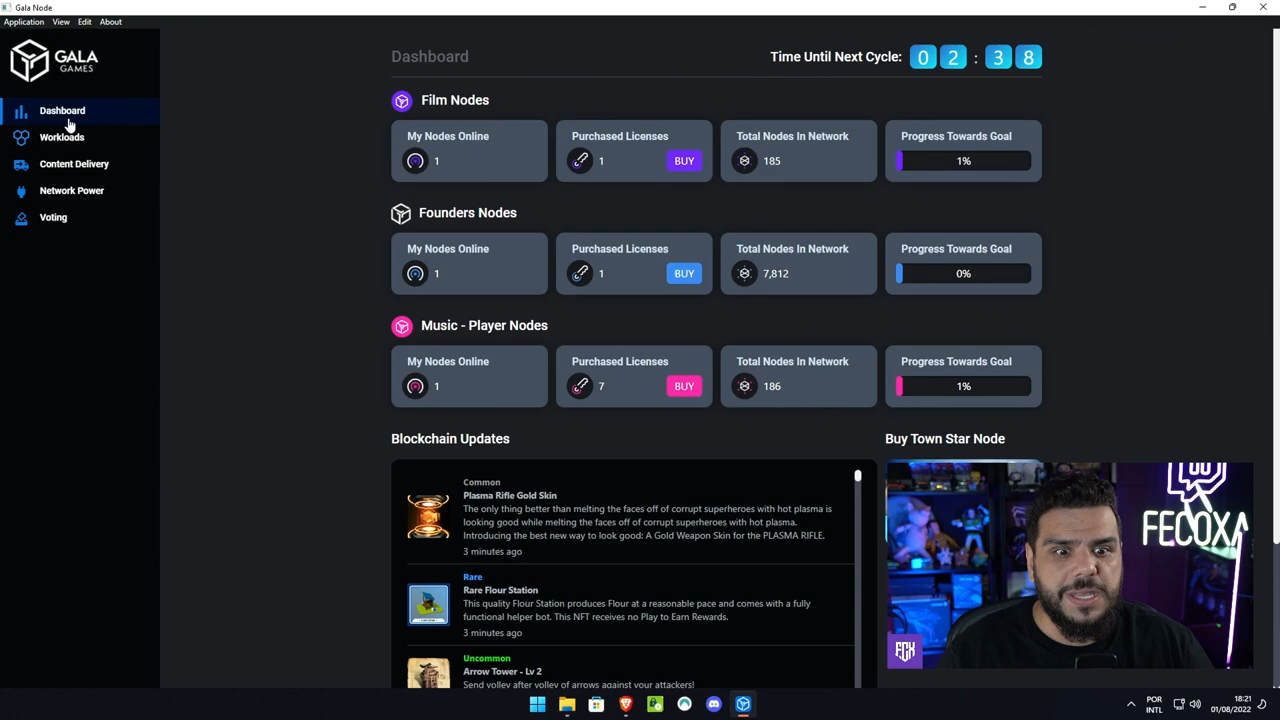 Gala Node
Application View Edit About
GALA
GAMES
Dashboard
Workloads
Content Delivery
Network Power
Voting
Dashboard
Time Until Next Cycle: 0 2 : 3 8
Film Nodes
My Nodes Online
1
Purchased Licenses
1 BUY
Total Nodes In Network
185
Progress Towards Goal
1%
Founders Nodes
My Nodes Online
1
Purchased Licenses
1 BUY
Total Nodes In Network
7,812
Progress Towards Goal
0%
Music - Player Nodes
My Nodes Online
1
Purchased Licenses
7 BUY
Total Nodes In Network
186
Progress Towards Goal
1%
Blockchain Updates
Common
Plasma Rifle Gold Skin
The only thing better than melting the faces off of corrupt superheroes with hot plasma is
looking good while melting the faces off of corrupt superheroes with hot plasma.
Introducing the best new way to look good: A Gold Weapon Skin for the PLASMA RIFLE.
3 minutes ago
Rare
Rare Flour Station
This quality Flour Station produces Flour at a reasonable pace and comes with a fully
functional helper bot. This NFT receives no Play to Earn Rewards.
3 minutes ago
Uncommon
Arrow Tower - Lv 2
Send volley after volley of arrows against your attackers!
Buy Town Star Node
FECOXA
FCX
POR
INTL
18:21
01/08/2022